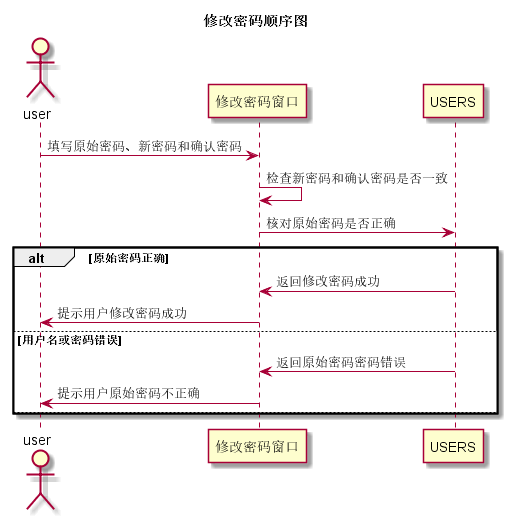 修改密码顺序图
user
修改密码窗口
USERS
填写原始密码、新密码和确认密码
检查新密码和确认密码是否一致
核对原始密码是否正确
alt [原始密码正确]
返回修改密码成功
提示用户修改密码成功
[用户名或密码错误]
返回原始密码密码错误
提示用户原始密码不正确
user
修改密码窗口
USERS